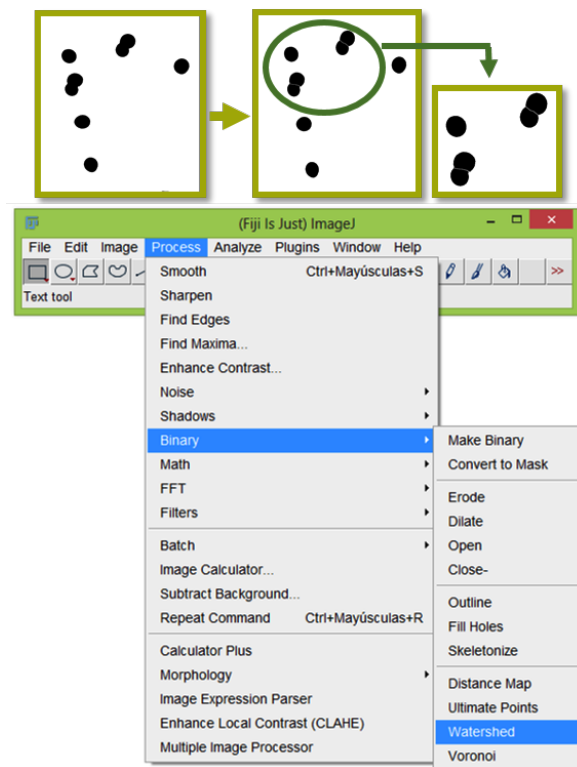 (Fiji Is Just) ImageJ
File Edit Image Process Analyze Plugins Window Help
Text tool
Smooth Ctrl+Mayúsculas+S
Sharpen
Find Edges
Find Maxima...
Enhance Contrast...
Noise
Shadows
Binary
Math
FFT
Filters
Batch
Image Calculator...
Subtract Background...
Repeat Command Ctrl+Mayúsculas+R
Calculator Plus
Morphology
Image Expression Parser
Enhance Local Contrast (CLAHE)
Multiple Image Processor
Make Binary
Convert to Mask
Erode
Dilate
Open
Close-
Outline
Fill Holes
Skeletonize
Distance Map
Ultimate Points
Watershed
Voronoi